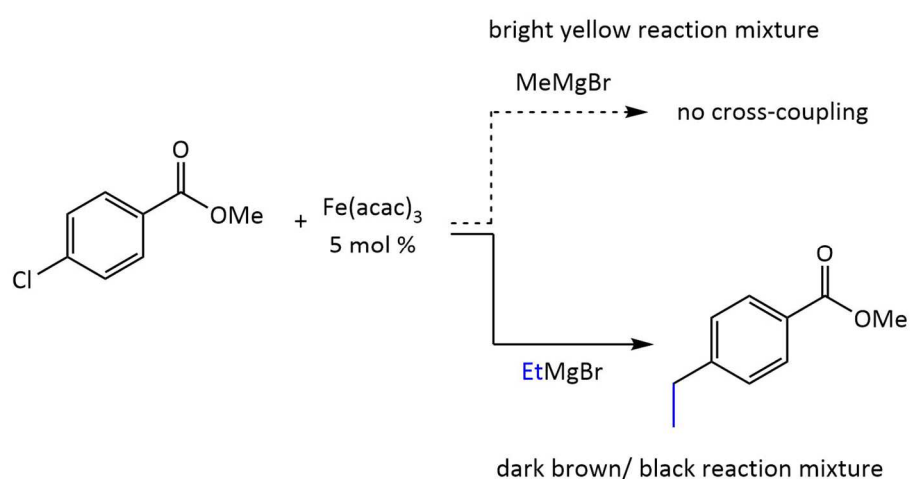 bright yellow reaction mixture
MeMgBr
no cross-coupling
O
OMe
Cl
+
Fe(acac)3
5 mol %
EtMgBr
O
OMe
dark brown/ black reaction mixture